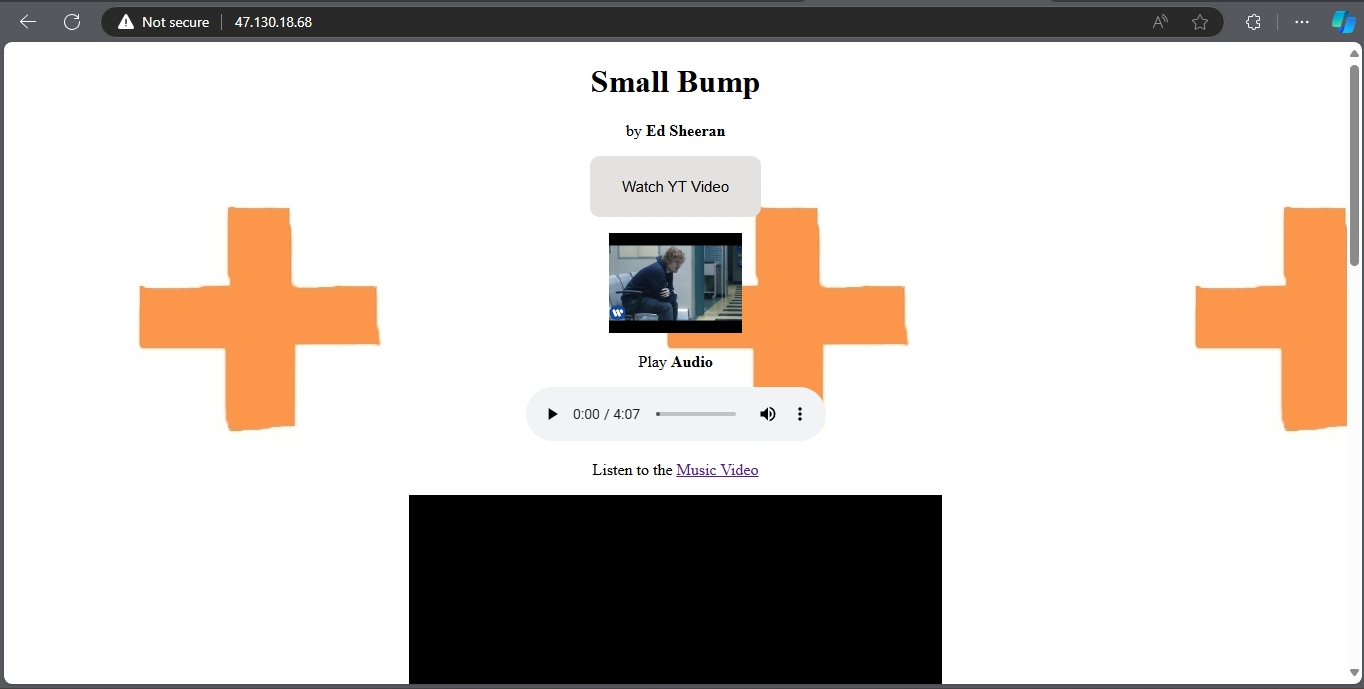 Not secure 47.130.18.68
Small Bump
by Ed Sheeran
Watch YT Video
Play Audio
0:00 / 4:07
Listen to the Music Video